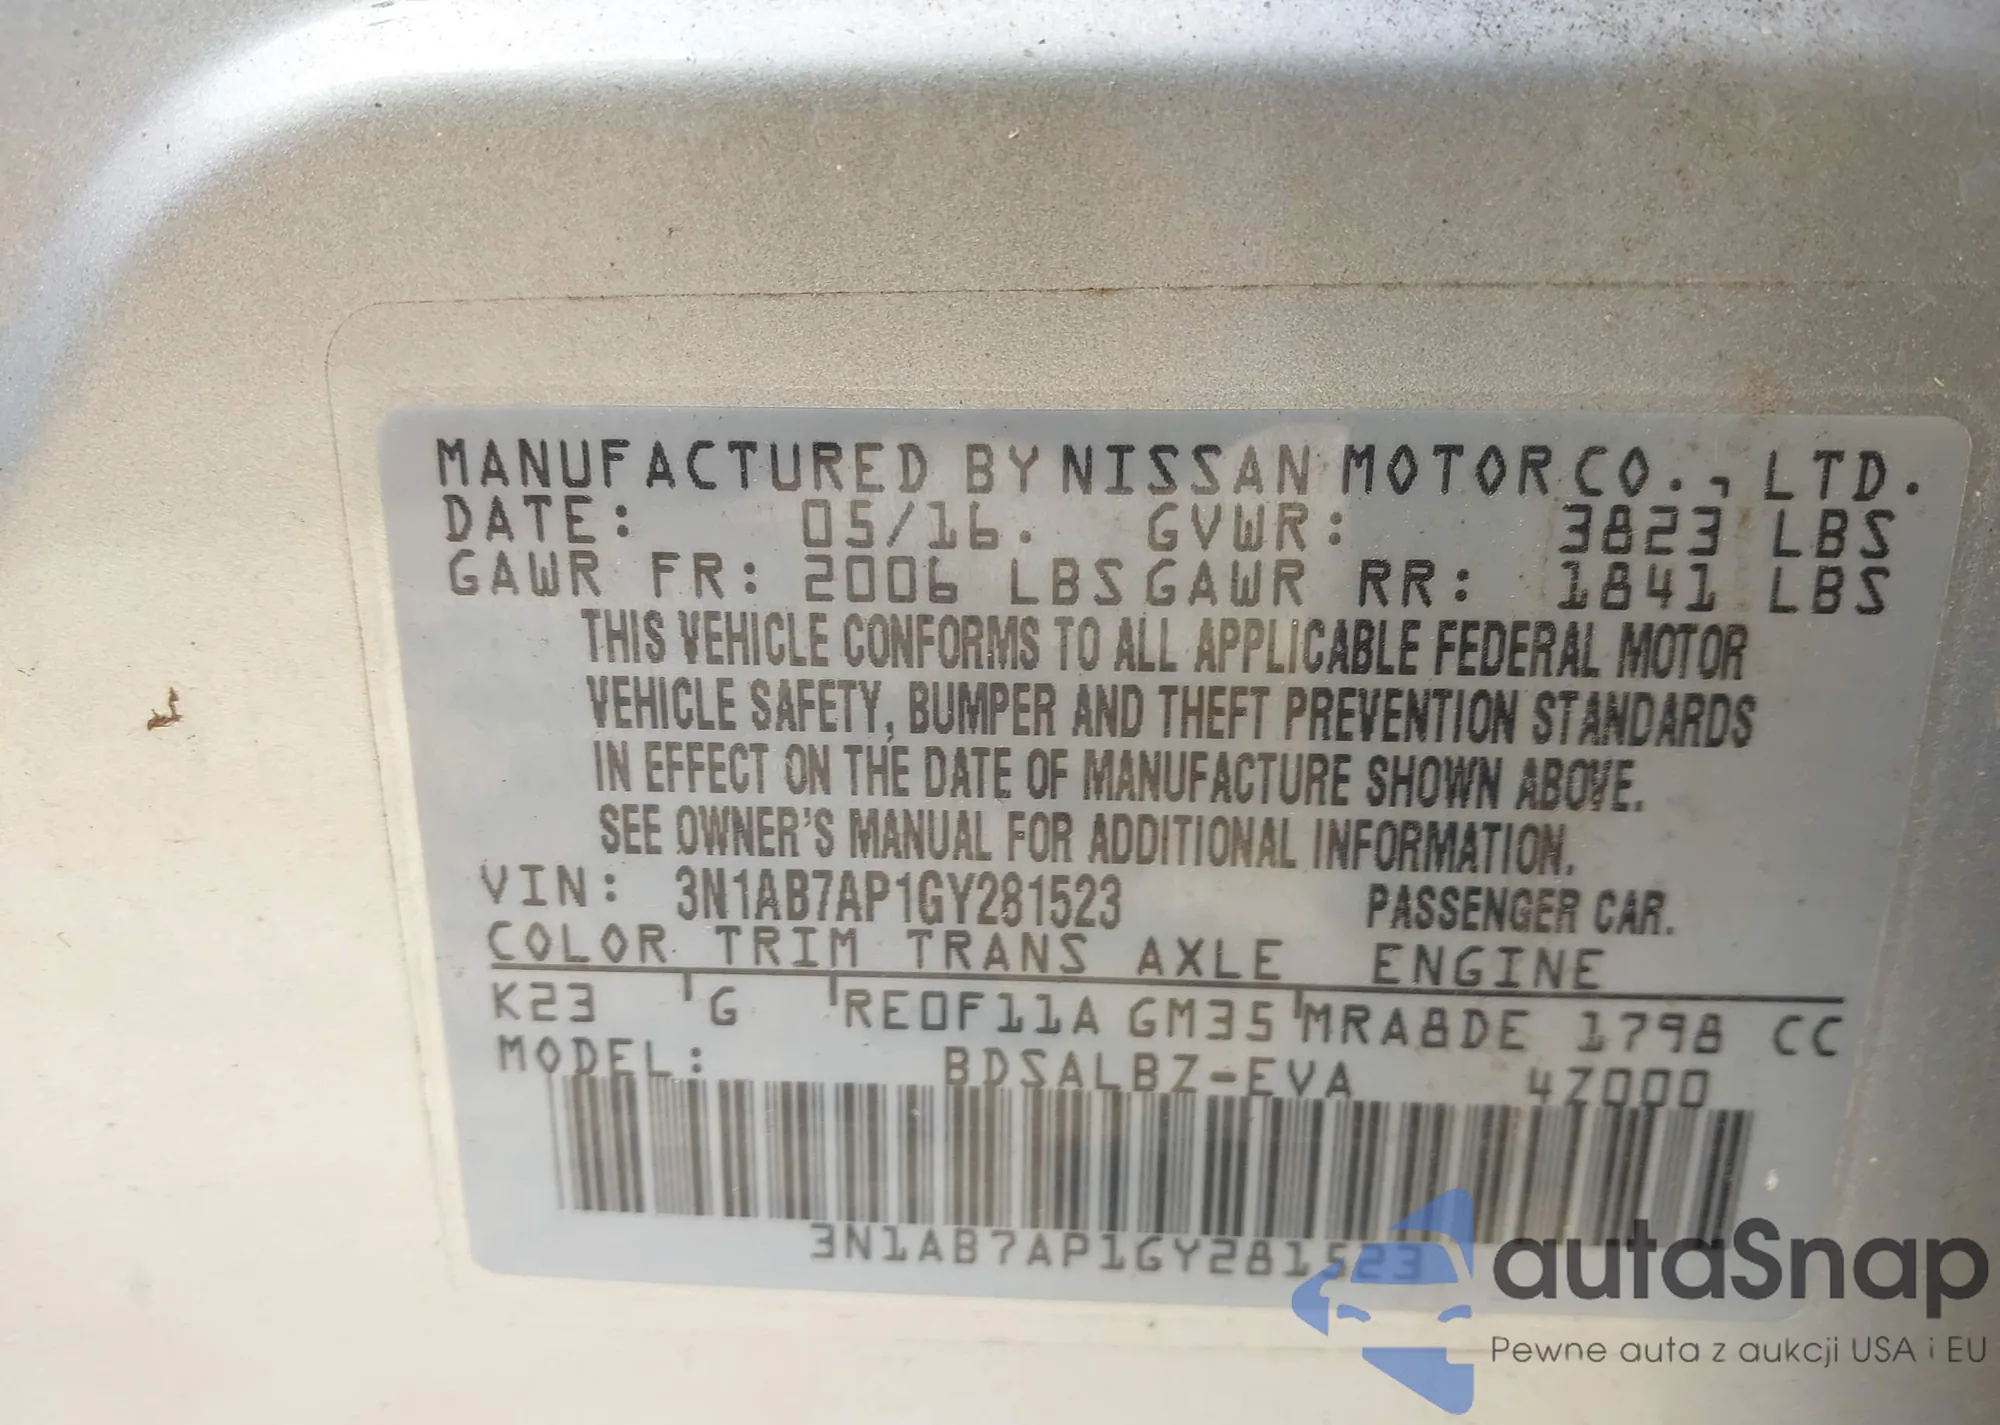 MANUFACTURED BY NISSAN MOTOR CO., LTD.
DATE: 05/16. GVWR: 3823 LBS
GAWR FR: 2006 LBS GAWR RR: 1841 LBS
THIS VEHICLE CONFORMS TO ALL APPLICABLE FEDERAL MOTOR
VEHICLE SAFETY, BUMPER AND THEFT PREVENTION STANDARDS
IN EFFECT ON THE DATE OF MANUFACTURE SHOWN ABOVE.
SEE OWNER'S MANUAL FOR ADDITIONAL INFORMATION.
VIN: 3N1AB7AP1GY281523 PASSENGER CAR.
COLOR TRIM TRANS AXLE ENGINE
K23 G RE0F11A GM35 MRA8DE 1798 CC
MODEL: BDSALBZ-EVA 4Z000
3N1AB7AP1GY281523
autaSnap
Pewne auta z aukcji USA i EU